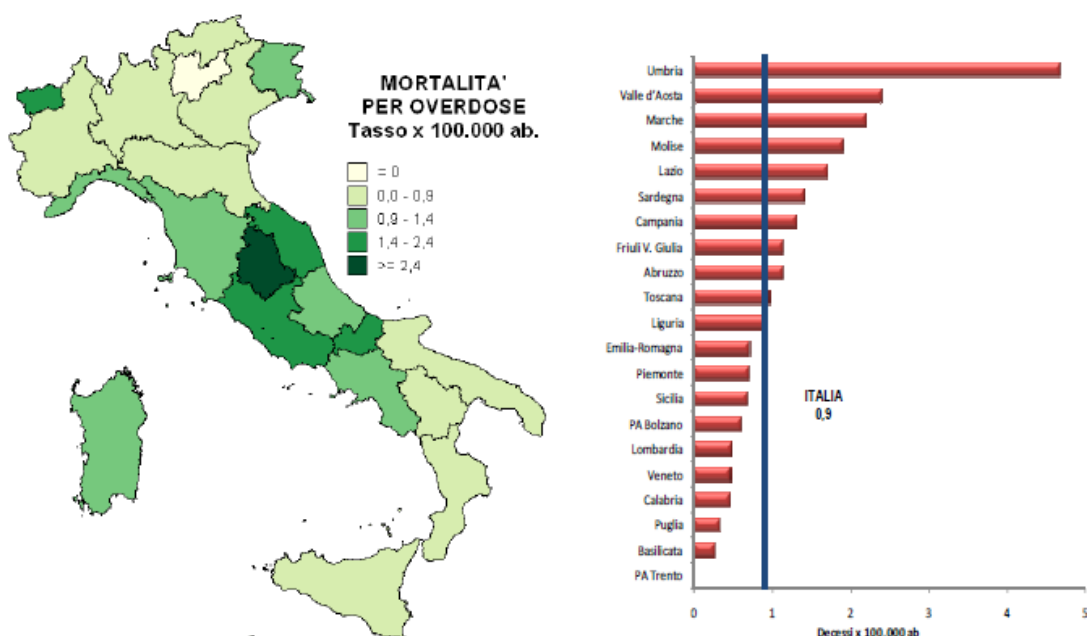 MORTALITA'
PER OVERDOSE
Tasso x 100.000 ab.
= 0
0,0 - 0,9
0,9 - 1,4
1,4 - 2,4
>= 2,4
Umbria
Valle d'Aosta
Marche
Molise
Lazio
Sardegna
Campania
Friuli V. Giulia
Abruzzo
Toscana
Liguria
Emilia-Romagna
Piemonte
Sicilia
PA Bolzano
Lombardia
Veneto
Calabria
Puglia
Basilicata
PA Trento
ITALIA
0,9
0 1 2 3 4 5
Decessi x 100.000 ab